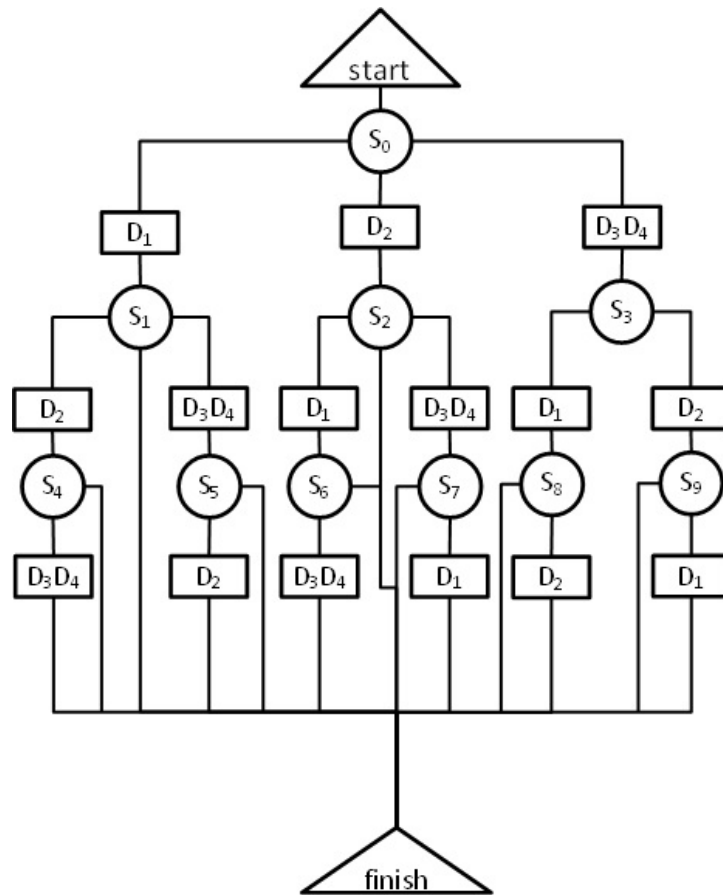 start
S₀
D₁
D₂
D₃D₄
S₁
S₂
S₃
D₂
D₃D₄
D₁
D₃D₄
D₁
D₂
S₄
S₅
S₆
S₇
S₈
S₉
D₃D₄
D₂
D₃D₄
D₁
D₂
D₁
finish